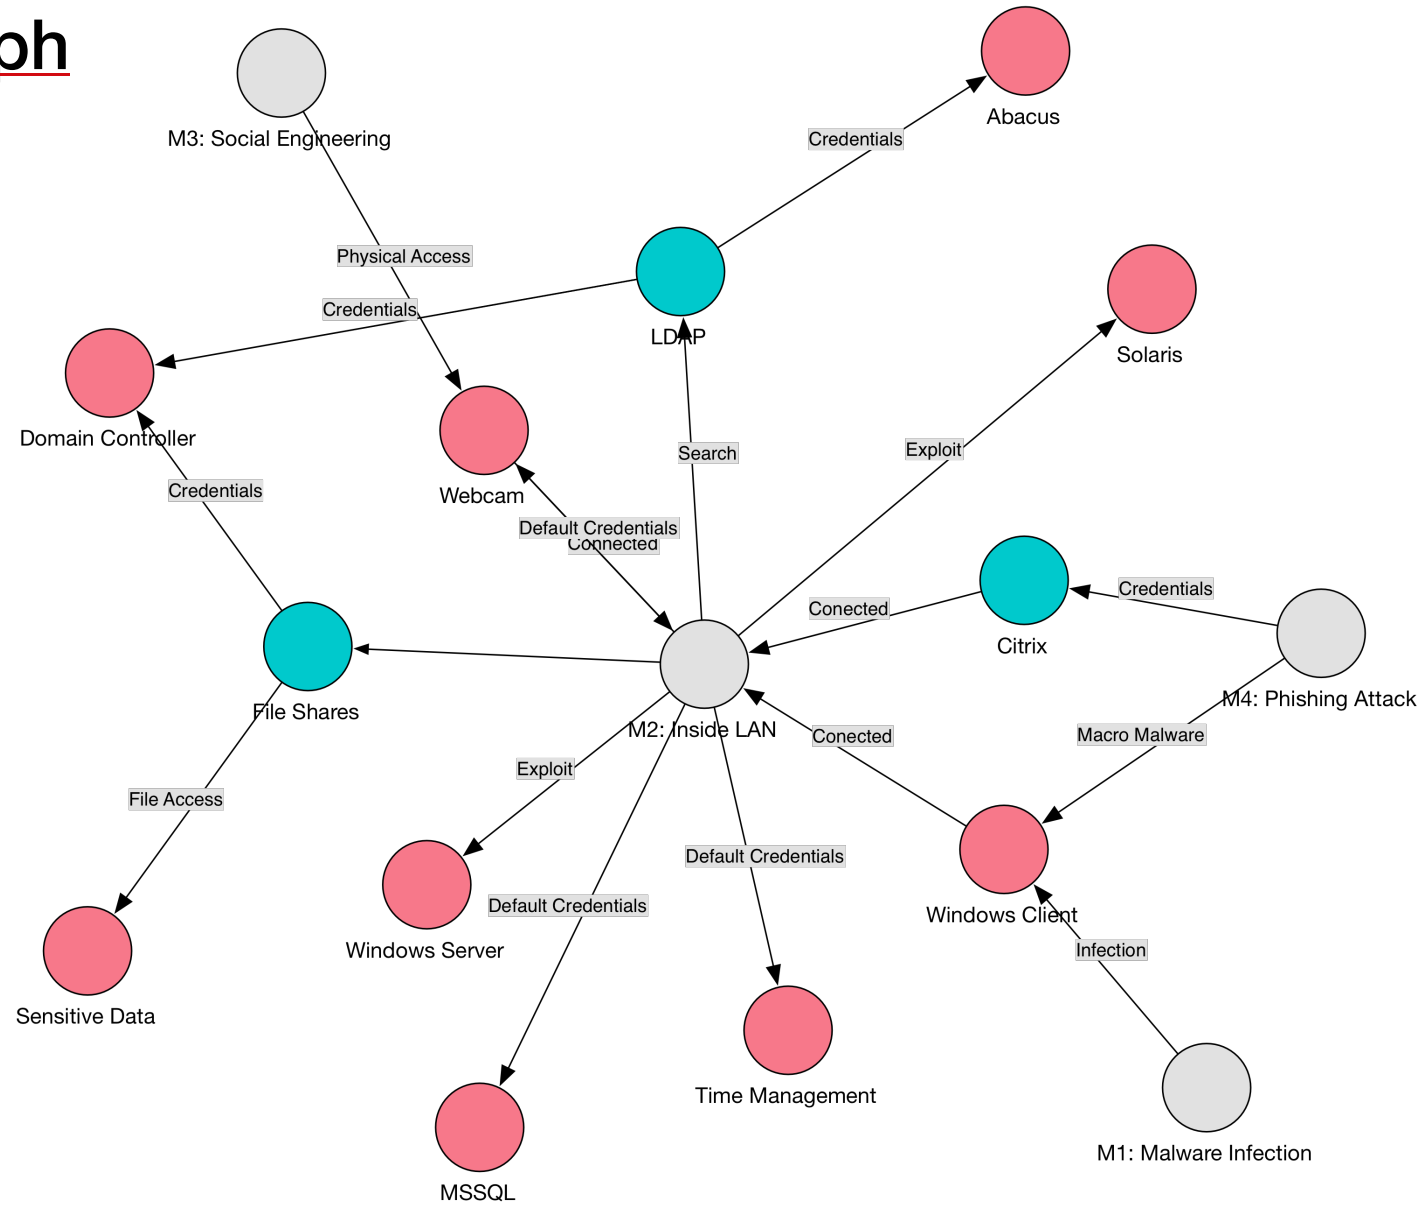 ph
Abacus
M3: Social Engineering
Credentials
Physical Access
Credentials
LDAP
Solaris
Domain Controller
Search
Exploit
Credentials
Webcam
Default Credentials
Connected
Credentials
Conected
Citrix
M4: Phishing Attack
File Shares
M2: Inside LAN
Conected
Macro Malware
Exploit
File Access
Default Credentials
Default Credentials
Windows Client
Windows Server
Infection
Sensitive Data
Time Management
M1: Malware Infection
MSSQL